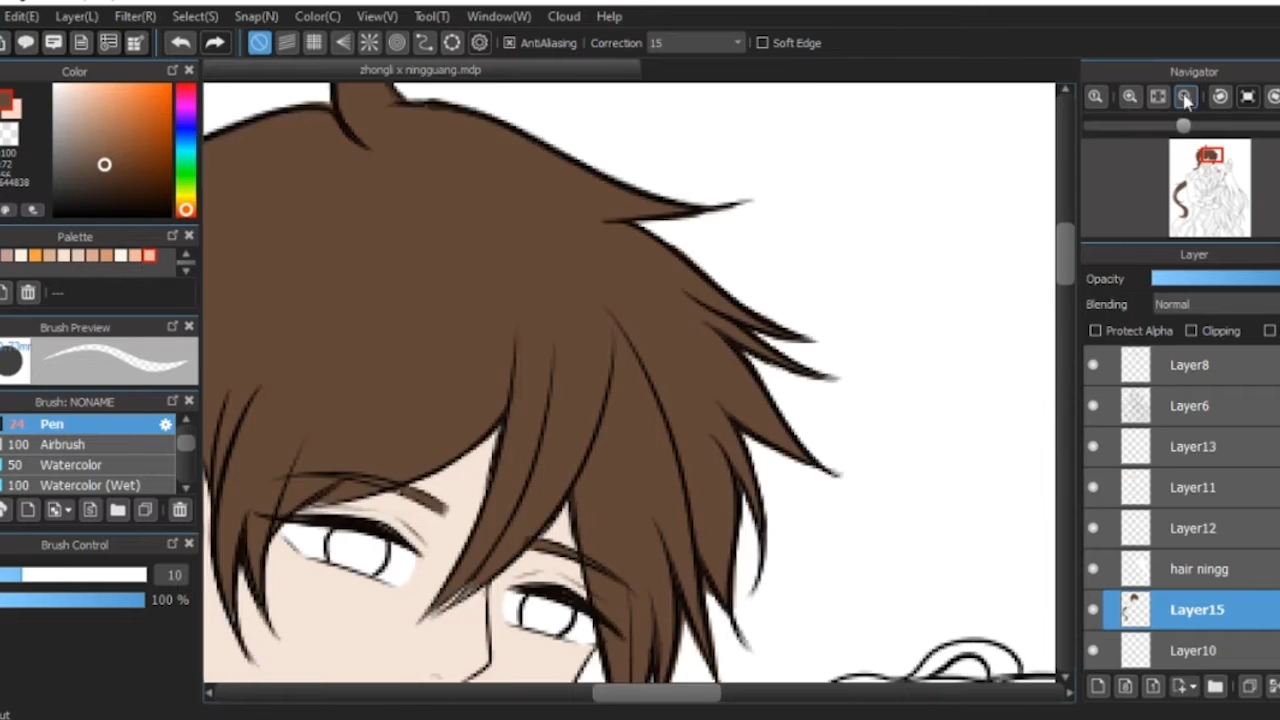 Edit(E) Layer(L) Filter(R) Select(S) Snap(N) Color(C) View(V) Tool(T) Window(W) Cloud Help
AntiAliasing Correction 15 Soft Edge
Color
zhongli x ningguang.mdp
Navigator
:100
:72
644838
Palette
---
Brush Preview
Brush: NONAME
24 Pen
100 Airbrush
50 Watercolor
100 Watercolor (Wet)
Brush Control
10
100 %
Layer
Opacity
Blending Normal
Protect Alpha Clipping
Layer8
Layer6
Layer13
Layer11
Layer12
hair ningg
Layer15
Layer10